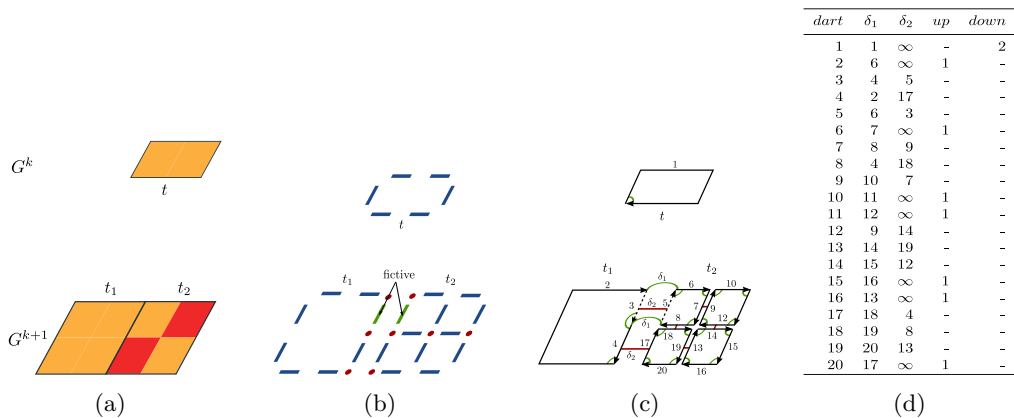 G^k
t
t_1 t_2
G^{k+1}
(a)
t
fictive
t_1 t_2
(b)
1
t
t_1 δ_1 t_2
2 6 10
3 δ_2 5 7 9
δ_1 8 12
4 18 14
17 19 13 15
δ_2
20 16
(c)
dart δ_1 δ_2 up down
1 1 ∞ – 2
2 6 ∞ 1 –
3 4 5 – –
4 2 17 – –
5 6 3 – –
6 7 ∞ 1 –
7 8 9 – –
8 4 18 – –
9 10 7 – –
10 11 ∞ 1 –
11 12 ∞ 1 –
12 9 14 – –
13 14 19 – –
14 15 12 – –
15 16 ∞ 1 –
16 13 ∞ 1 –
17 18 4 – –
18 19 8 – –
19 20 13 – –
20 17 ∞ 1 –
(d)